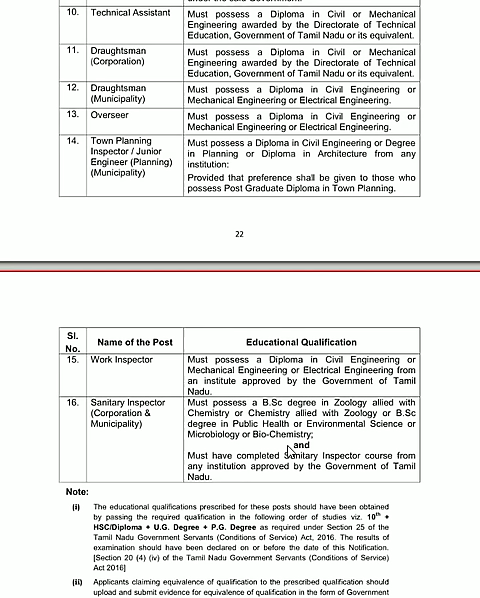 10. Technical Assistant Must possess a Diploma in Civil or Mechanical
Engineering awarded by the Directorate of Technical
Education, Government of Tamil Nadu or its equivalent.
11. Draughtsman Must possess a Diploma in Civil or Mechanical
(Corporation) Engineering awarded by the Directorate of Technical
Education, Government of Tamil Nadu or its equivalent.
12. Draughtsman Must possess a Diploma in Civil Engineering or
(Municipality) Mechanical Engineering or Electrical Engineering.
13. Overseer Must possess a Diploma in Civil Engineering or
Mechanical Engineering or Electrical Engineering.
14. Town Planning Must possess a Diploma in Civil Engineering or Degree
Inspector / Junior in Planning or Diploma in Architecture from any
Engineer (Planning) institution:
(Municipality) Provided that preference shall be given to those who
possess Post Graduate Diploma in Town Planning.
22
Sl. No. Name of the Post Educational Qualification
15. Work Inspector Must possess a Diploma in Civil Engineering or
Mechanical Engineering or Electrical Engineering from
an institute approved by the Government of Tamil
Nadu.
16. Sanitary Inspector Must possess a B.Sc degree in Zoology allied with
(Corporation & Chemistry or Chemistry allied with Zoology or B.Sc
Municipality) degree in Public Health or Environmental Science or
Microbiology or Bio-Chemistry;
and
Must have completed Sanitary Inspector course from
any institution approved by the Government of Tamil
Nadu.
Note:
(i) The educational qualifications prescribed for these posts should have been obtained
by passing the required qualification in the following order of studies viz. 10th +
HSC/Diploma + U.G. Degree + P.G. Degree as required under Section 25 of the
Tamil Nadu Government Servants (Conditions of Service) Act, 2016. The results of
examination should have been declared on or before the date of this Notification.
[Section 20 (4) (iv) of the Tamil Nadu Government Servants (Conditions of Service)
Act 2016]
(ii) Applicants claiming equivalence of qualification to the prescribed qualification should
upload and submit evidence for equivalence of qualification in the form of Government